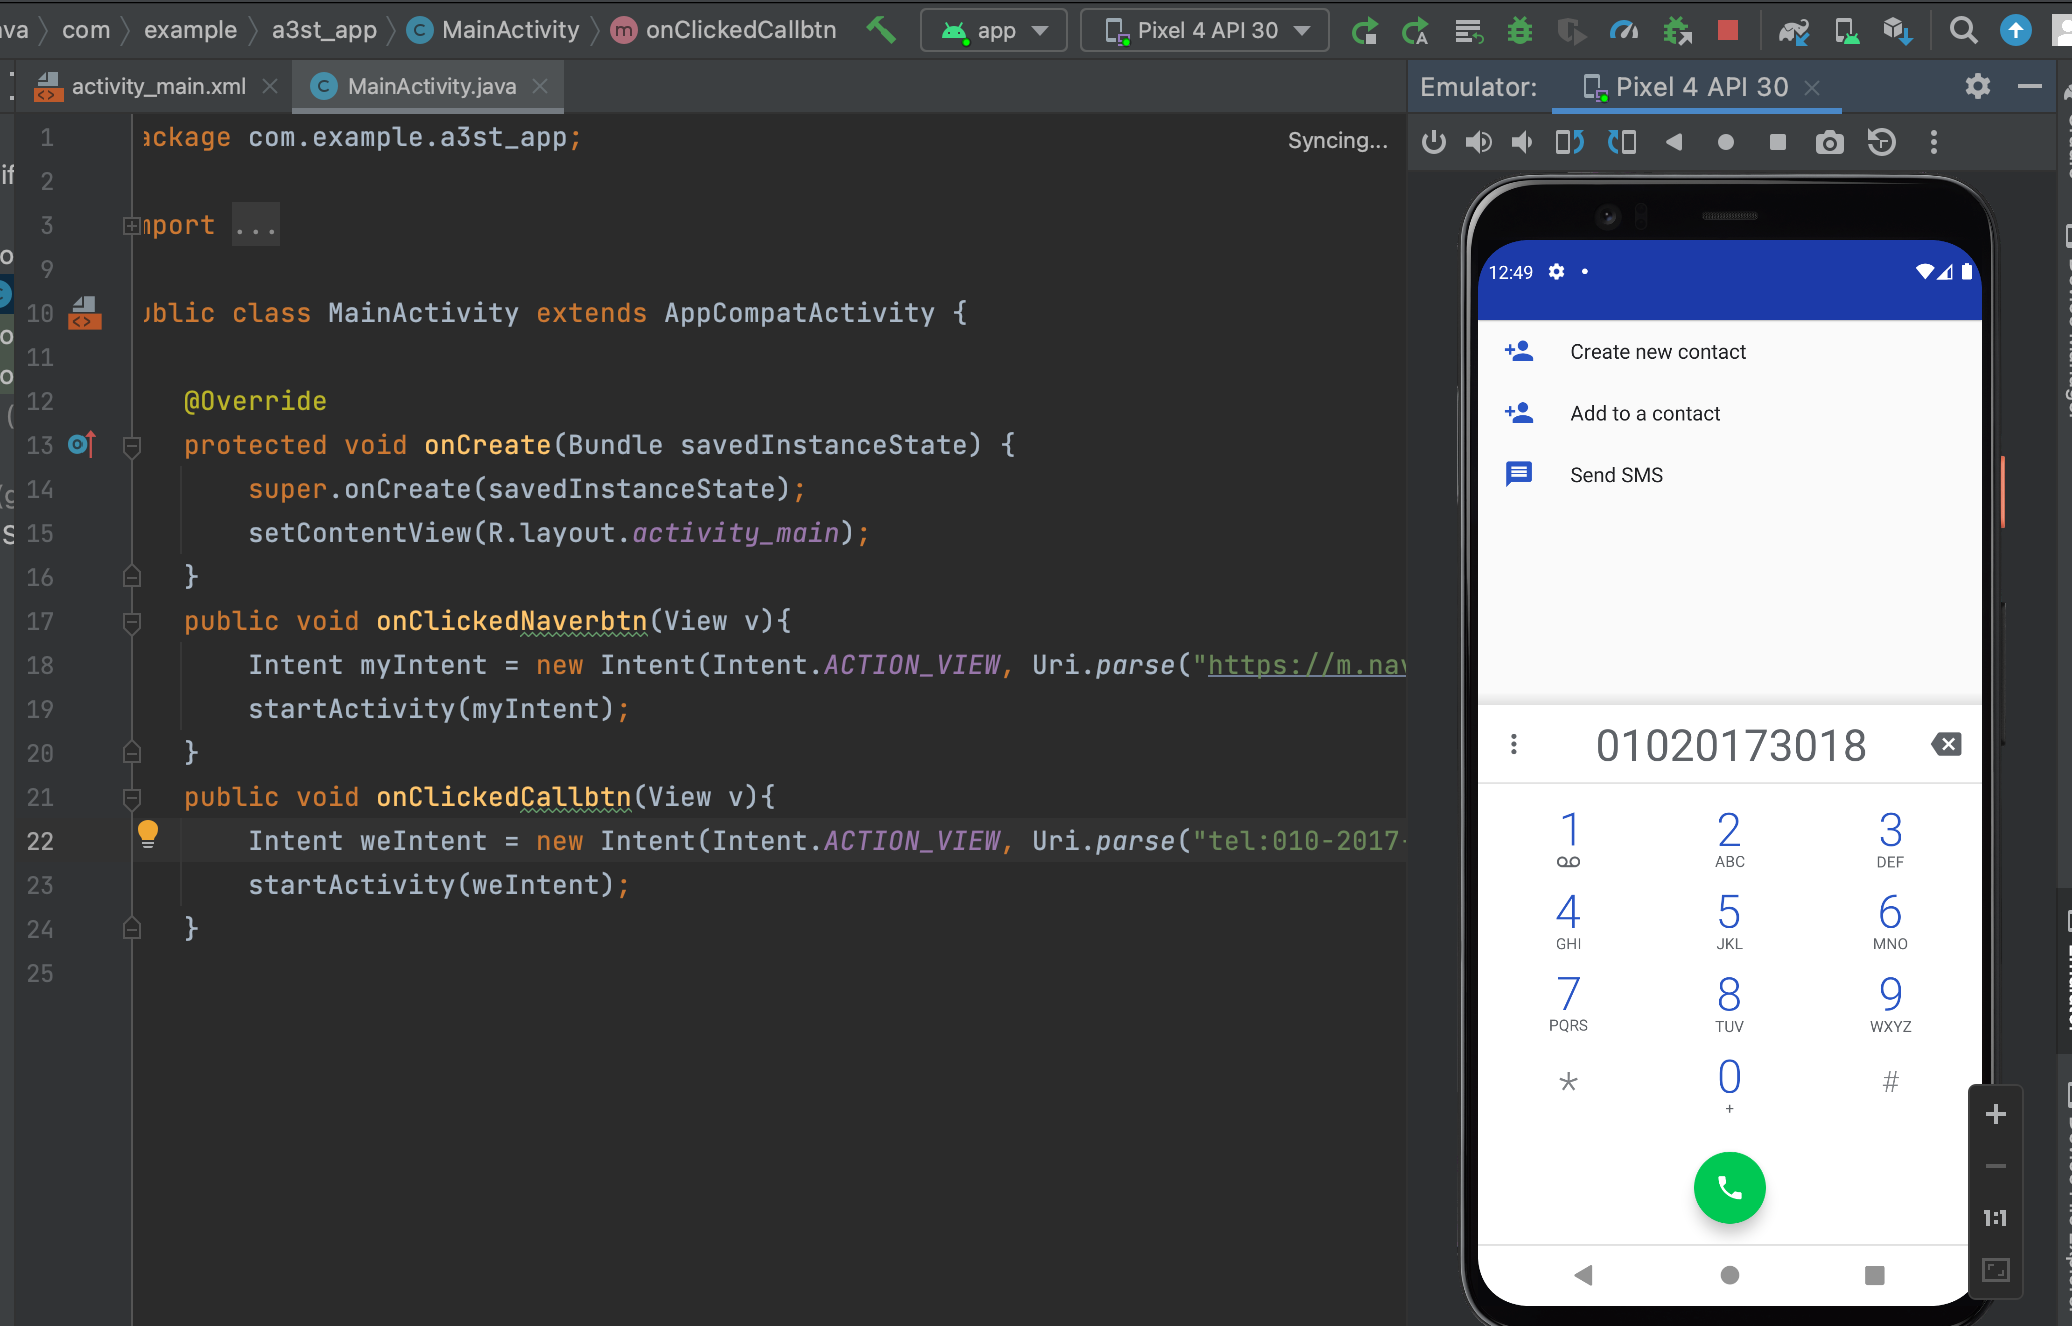 com example a3st_app MainActivity onClickedCallbtn app Pixel 4 API 30
activity_main.xml MainActivity.java
Emulator: Pixel 4 API 30
Syncing...
1 ackage com.example.a3st_app;
2
3 mport ...
9
10 ublic class MainActivity extends AppCompatActivity {
11
12 @Override
13 protected void onCreate(Bundle savedInstanceState) {
14 super.onCreate(savedInstanceState);
15 setContentView(R.layout.activity_main);
16 }
17 public void onClickedNaverbtn(View v){
18 Intent myIntent = new Intent(Intent.ACTION_VIEW, Uri.parse("https://m.nav
19 startActivity(myIntent);
20 }
21 public void onClickedCallbtn(View v){
22 Intent weIntent = new Intent(Intent.ACTION_VIEW, Uri.parse("tel:010-2017-
23 startActivity(weIntent);
24 }
25
12:49
Create new contact
Add to a contact
Send SMS
01020173018
1 2 3
ABC DEF
4 5 6
GHI JKL MNO
7 8 9
PQRS TUV WXYZ
* 0 #
+
1:1